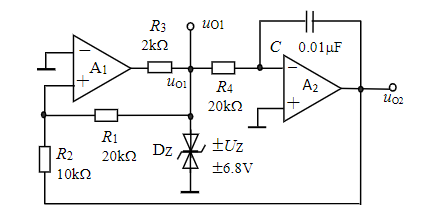 R3
2kΩ
uO1
C
0.01μF
A1
uo1
R4
20kΩ
A2
uO2
R1
20kΩ
R2
10kΩ
DZ
±UZ
±6.8V